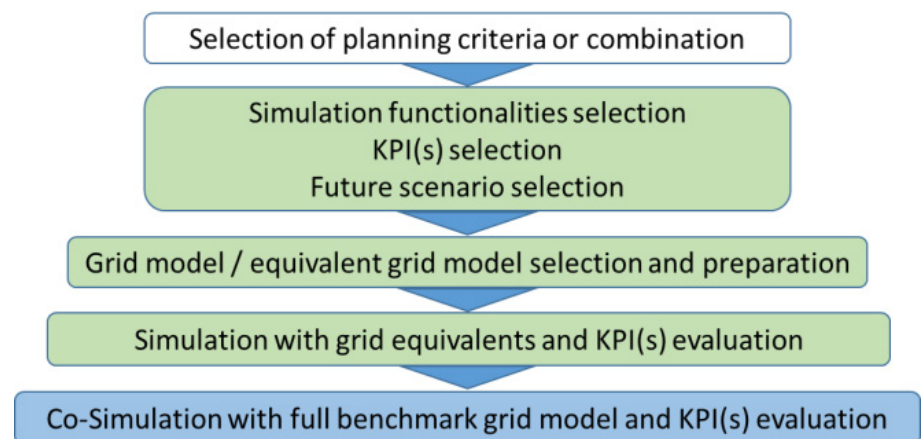 Selection of planning criteria or combination
Simulation functionalities selection
KPI(s) selection
Future scenario selection
Grid model / equivalent grid model selection and preparation
Simulation with grid equivalents and KPI(s) evaluation
Co-Simulation with full benchmark grid model and KPI(s) evaluation